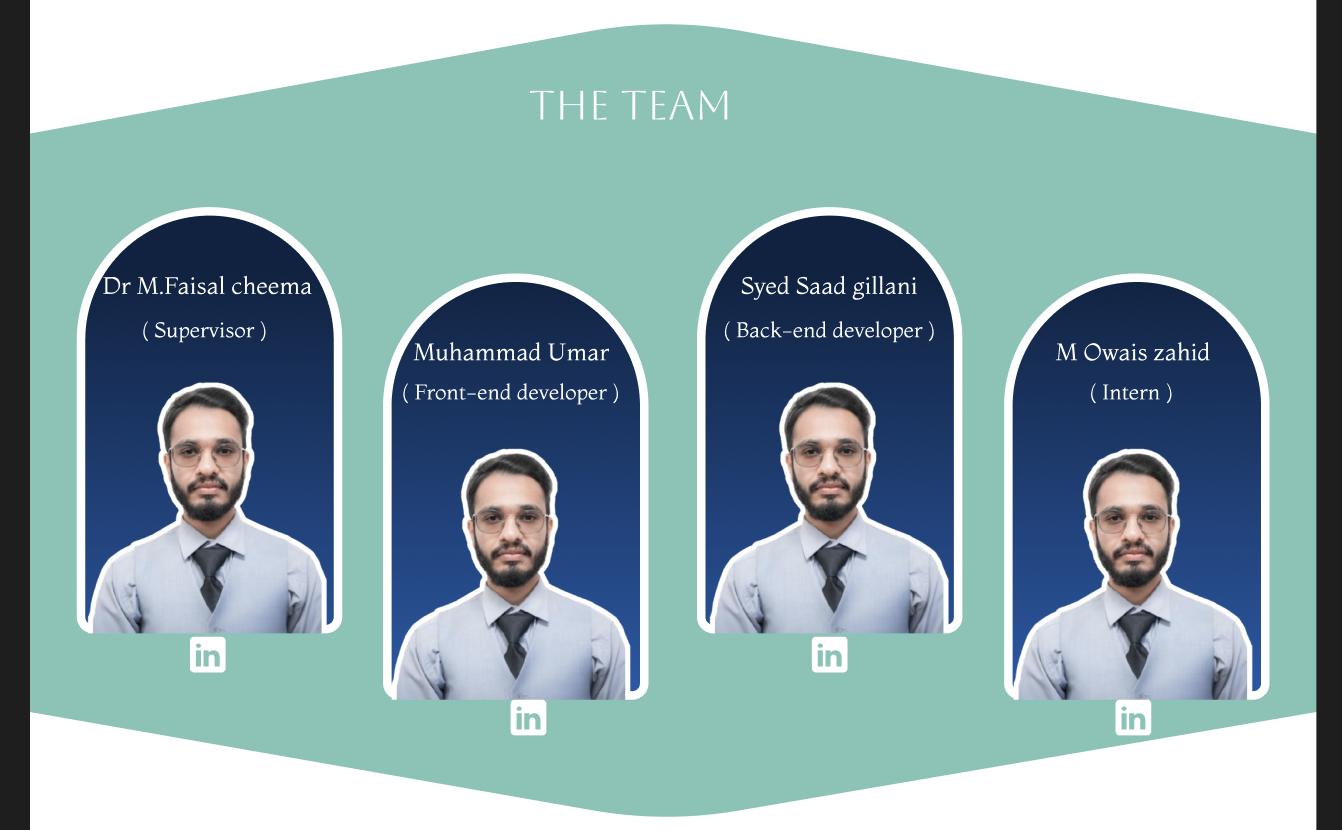 THE TEAM
Dr M.Faisal cheema
( Supervisor )
Muhammad Umar
( Front-end developer )
Syed Saad gillani
( Back-end developer )
M Owais zahid
( Intern )
in
in
in
in